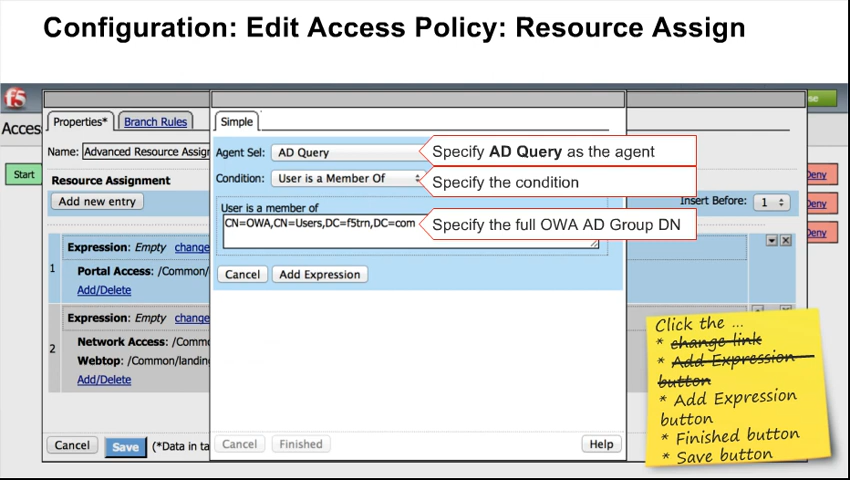 Configuration: Edit Access Policy: Resource Assign
f5
Acces
Start
Properties*
Branch Rules
Name: Advanced Resource Assign
Resource Assignment
Add new entry
Insert Before: 1
Expression: Empty change
1
Portal Access: /Common/
Add/Delete
Expression: Empty change
2
Network Access: /Commo
Webtop: /Common/landin
Add/Delete
Cancel
Save
(*Data in ta
Simple
Agent Sel: AD Query
Condition: User is a Member Of
User is a member of
CN=OWA,CN=Users,DC=f5trn,DC=com
Cancel
Add Expression
Cancel
Finished
Help
Specify AD Query as the agent
Specify the condition
Specify the full OWA AD Group DN
Deny
Deny
Deny
Click the ...
* change link
* Add Expression
button
* Add Expression
button
* Finished button
* Save button